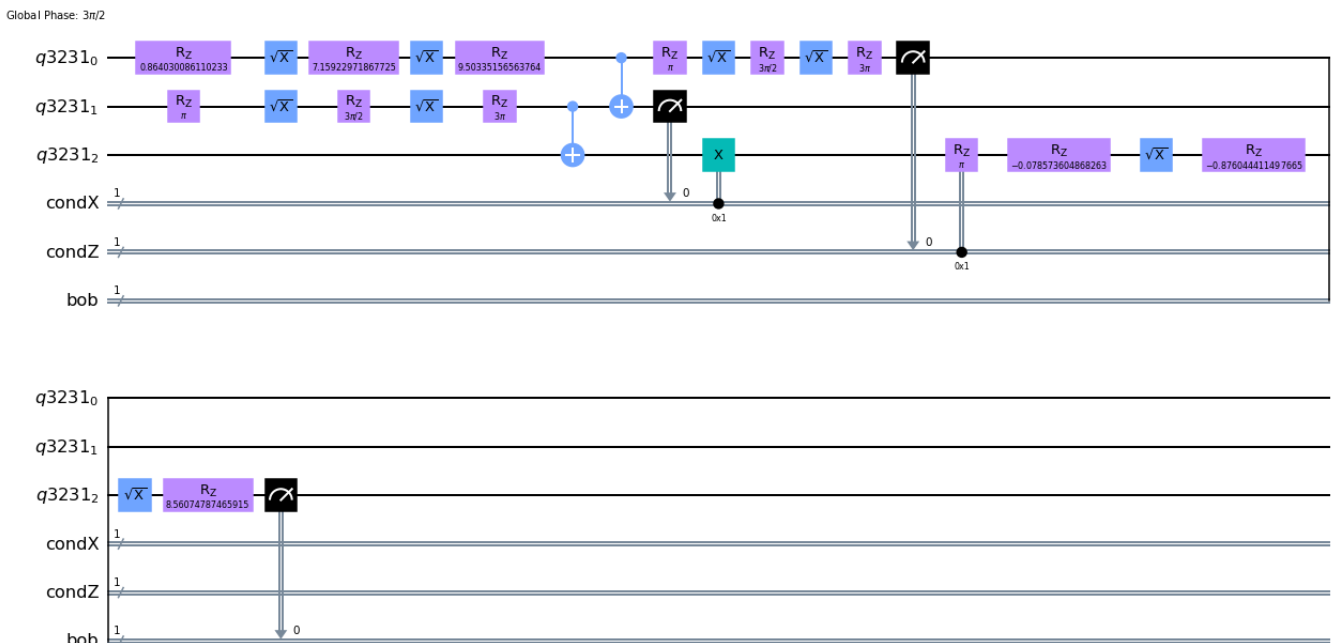 Global Phase: 3π/2
q3231₀ R_Z 0.864030086110233 √X R_Z 7.15922971867725 √X R_Z 9.50335156563764 R_Z π √X R_Z 3π/2 √X R_Z 3π
q3231₁ R_Z π √X R_Z 3π/2 √X R_Z 3π
q3231₂ X R_Z π R_Z −0.078573604868263 √X R_Z −0.876044411497665
condX 1 0 0x1
condZ 1 0 0x1
bob 1
q3231₀
q3231₁
q3231₂ √X R_Z 8.56074787465915
condX 1
condZ 1
bob 1 0